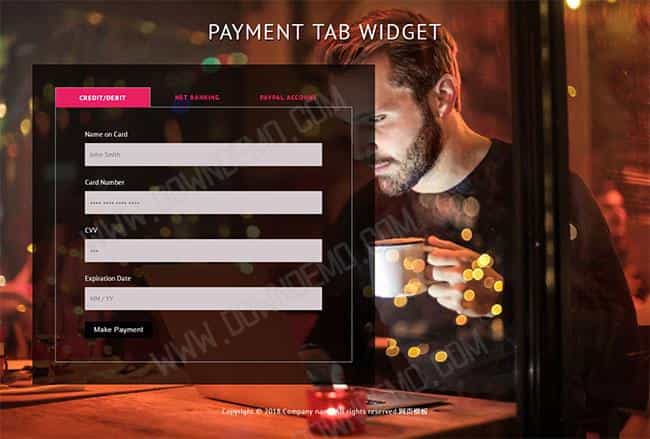 PAYMENT TAB WIDGET
CREDIT/DEBIT NET BANKING PAYPAL ACCOUNT
Name on Card
John Smith
Card Number
•••• •••• •••• ••••
CVV
•••
Expiration Date
MM / YY
Make Payment
WWW.DOWNDEMO.COM
WWW.DOWNDEMO.COM
WWW.DOWNDEMO.COM
Copyright © 2018.Company name All rights reserved.网页模板